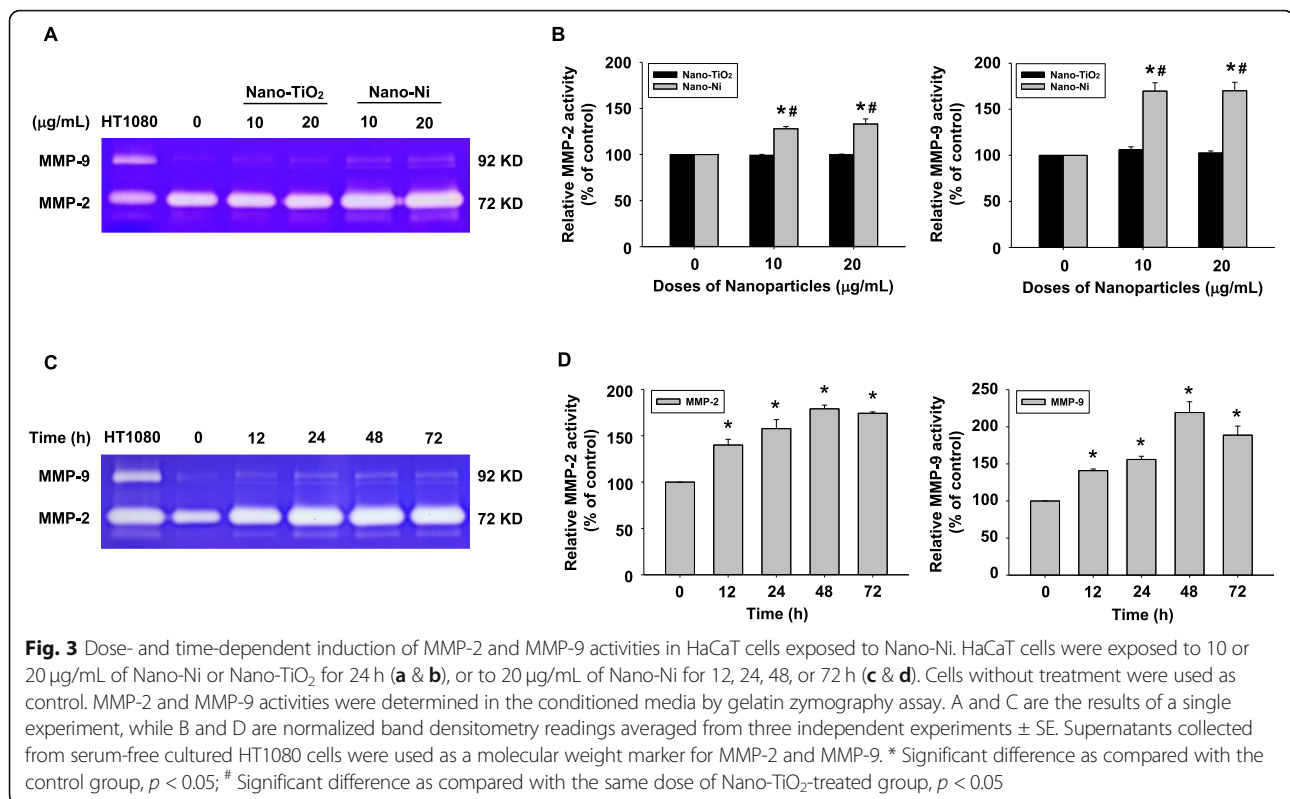 A
Nano-TiO₂ Nano-Ni
(µg/mL) HT1080 0 10 20 10 20
MMP-9 92 KD
MMP-2 72 KD
B
Relative MMP-2 activity
(% of control)
200
150
100
50
0
Nano-TiO₂
Nano-Ni
*# *#
0 10 20
Doses of Nanoparticles (µg/mL)
Relative MMP-9 activity
(% of control)
200
150
100
50
0
Nano-TiO₂
Nano-Ni
*# *#
0 10 20
Doses of Nanoparticles (µg/mL)
C
Time (h) HT1080 0 12 24 48 72
MMP-9 92 KD
MMP-2 72 KD
D
Relative MMP-2 activity
(% of control)
200
150
100
50
0
MMP-2
* * * *
0 12 24 48 72
Time (h)
Relative MMP-9 activity
(% of control)
250
200
150
100
50
0
MMP-9
* * * *
0 12 24 48 72
Time (h)
Fig. 3 Dose- and time-dependent induction of MMP-2 and MMP-9 activities in HaCaT cells exposed to Nano-Ni. HaCaT cells were exposed to 10 or
20 µg/mL of Nano-Ni or Nano-TiO₂ for 24 h (a & b), or to 20 µg/mL of Nano-Ni for 12, 24, 48, or 72 h (c & d). Cells without treatment were used as
control. MMP-2 and MMP-9 activities were determined in the conditioned media by gelatin zymography assay. A and C are the results of a single
experiment, while B and D are normalized band densitometry readings averaged from three independent experiments ± SE. Supernatants collected
from serum-free cultured HT1080 cells were used as a molecular weight marker for MMP-2 and MMP-9. * Significant difference as compared with the
control group, p < 0.05; # Significant difference as compared with the same dose of Nano-TiO₂-treated group, p < 0.05